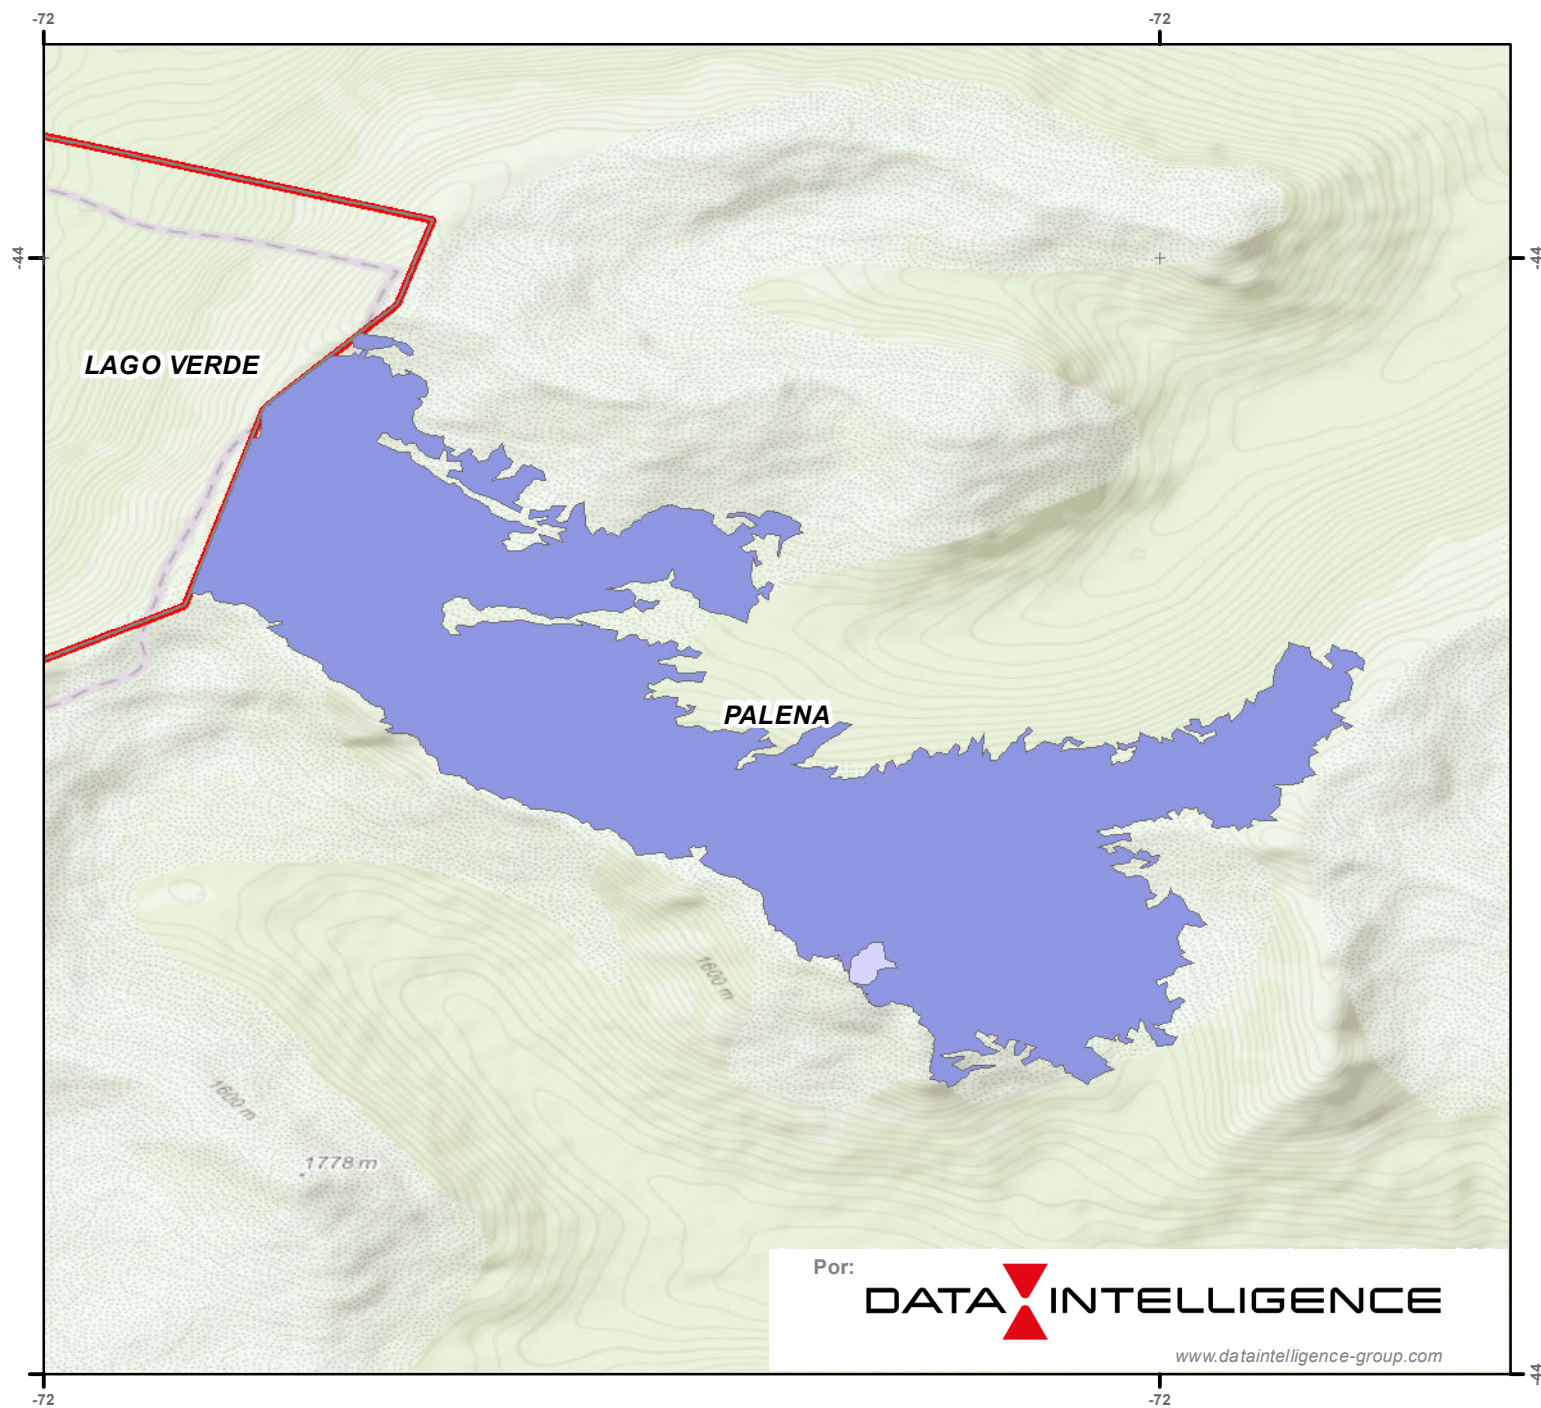 -72 -72
-44 -44
LAGO VERDE
PALENA
1600 m
1600 m
1778 m
Por:
DATA INTELLIGENCE
www.dataintelligence-group.com
-44
-72 -72